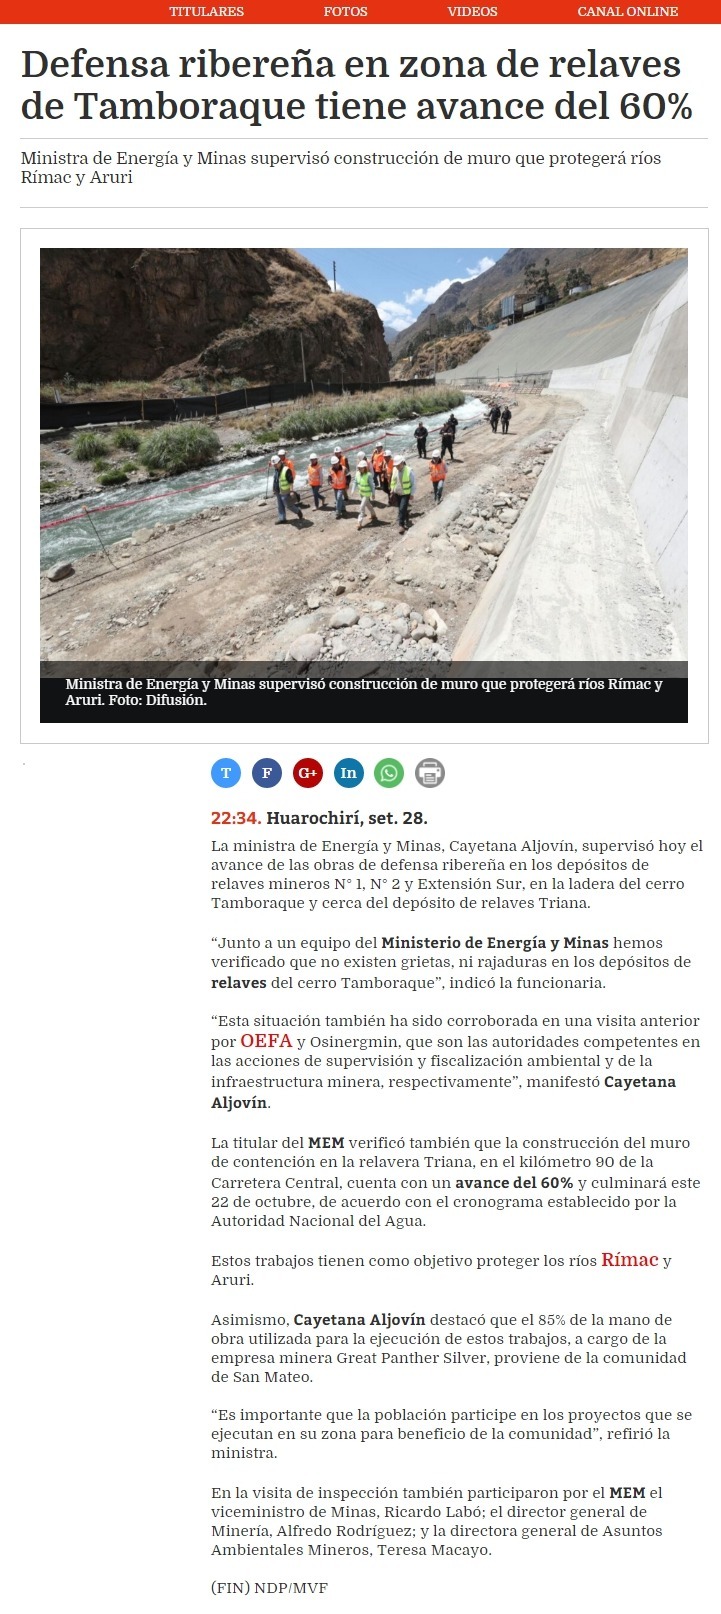 TITULARES FOTOS VIDEOS CANAL ONLINE
Defensa ribereña en zona de relaves
de Tamboraque tiene avance del 60%
Ministra de Energía y Minas supervisó construcción de muro que protegerá ríos
Rímac y Aruri
Ministra de Energía y Minas supervisó construcción de muro que protegerá ríos Rímac y
Aruri. Foto: Difusión.
T F G+ In
22:34. Huarochirí, set. 28.
La ministra de Energía y Minas, Cayetana Aljovín, supervisó hoy el
avance de las obras de defensa ribereña en los depósitos de
relaves mineros N° 1, N° 2 y Extensión Sur, en la ladera del cerro
Tamboraque y cerca del depósito de relaves Triana.
“Junto a un equipo del Ministerio de Energía y Minas hemos
verificado que no existen grietas, ni rajaduras en los depósitos de
relaves del cerro Tamboraque”, indicó la funcionaria.
“Esta situación también ha sido corroborada en una visita anterior
por OEFA y Osinergmin, que son las autoridades competentes en
las acciones de supervisión y fiscalización ambiental y de la
infraestructura minera, respectivamente”, manifestó Cayetana
Aljovín.
La titular del MEM verificó también que la construcción del muro
de contención en la relavera Triana, en el kilómetro 90 de la
Carretera Central, cuenta con un avance del 60% y culminará este
22 de octubre, de acuerdo con el cronograma establecido por la
Autoridad Nacional del Agua.
Estos trabajos tienen como objetivo proteger los ríos Rímac y
Aruri.
Asimismo, Cayetana Aljovín destacó que el 85% de la mano de
obra utilizada para la ejecución de estos trabajos, a cargo de la
empresa minera Great Panther Silver, proviene de la comunidad
de San Mateo.
“Es importante que la población participe en los proyectos que se
ejecutan en su zona para beneficio de la comunidad”, refirió la
ministra.
En la visita de inspección también participaron por el MEM el
viceministro de Minas, Ricardo Labó; el director general de
Minería, Alfredo Rodríguez; y la directora general de Asuntos
Ambientales Mineros, Teresa Macayo.
(FIN) NDP/MVF